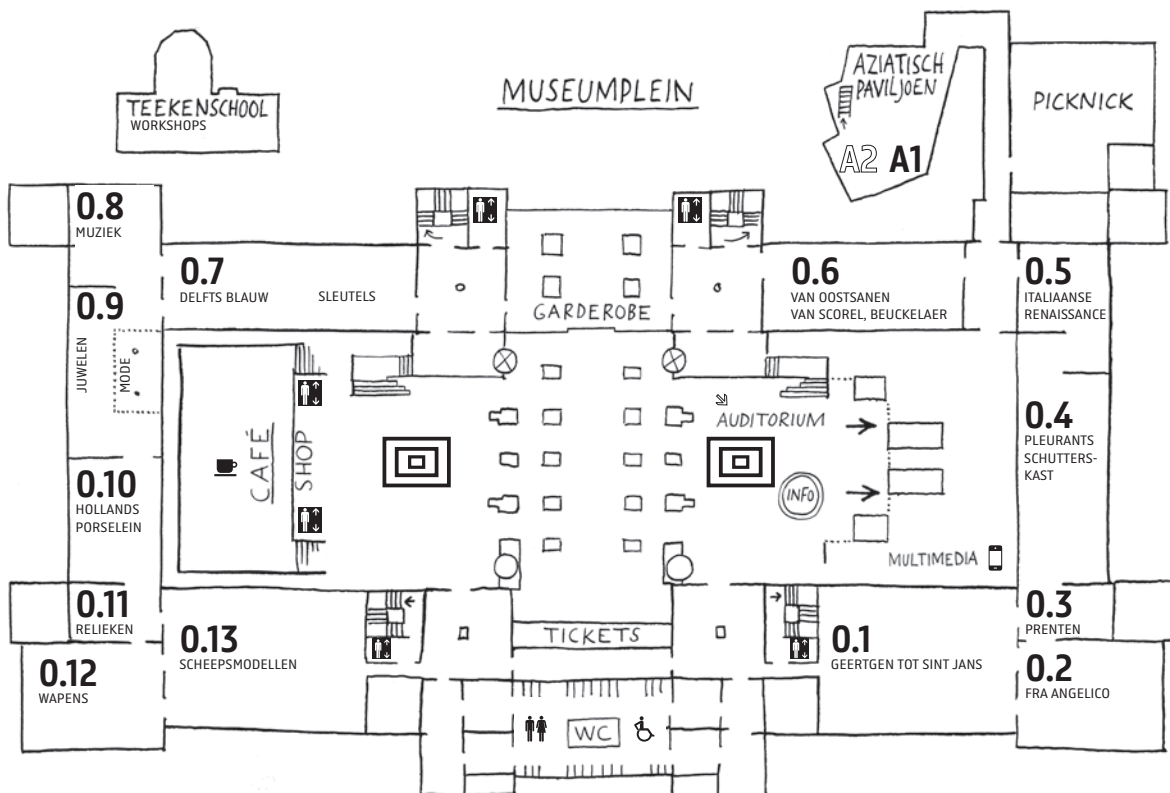 TEEKENSCHOOL
WORKSHOPS
MUSEUMPLEIN
AZIATISCH
PAVILJOEN
A2 A1
PICKNICK
0.8
MUZIEK
0.7
DELFTS BLAUW
SLEUTELS
0.9
JUWELEN
MODE
GARDEROBE
0.6
VAN OOSTSANEN
VAN SCOREL, BEUCKELAER
0.5
ITALIAANSE
RENAISSANCE
CAFÉ
SHOP
AUDITORIUM
INFO
0.4
PLEURANTS
SCHUTTERS-
KAST
0.10
HOLLANDS
PORSELEIN
MULTIMEDIA
0.11
RELIEKEN
0.13
SCHEEPSMODELLEN
TICKETS
0.1
GEERTGEN TOT SINT JANS
0.3
PRENTEN
0.12
WAPENS
0.2
FRA ANGELICO
WC